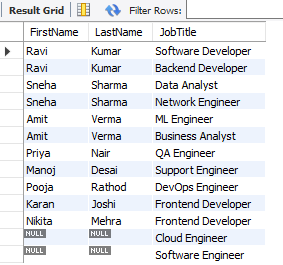 Result Grid Filter Rows:
FirstName LastName JobTitle
Ravi Kumar Software Developer
Ravi Kumar Backend Developer
Sneha Sharma Data Analyst
Sneha Sharma Network Engineer
Amit Verma ML Engineer
Amit Verma Business Analyst
Priya Nair QA Engineer
Manoj Desai Support Engineer
Pooja Rathod DevOps Engineer
Karan Joshi Frontend Developer
Nikita Mehra Frontend Developer
NULL NULL Cloud Engineer
NULL NULL Software Engineer